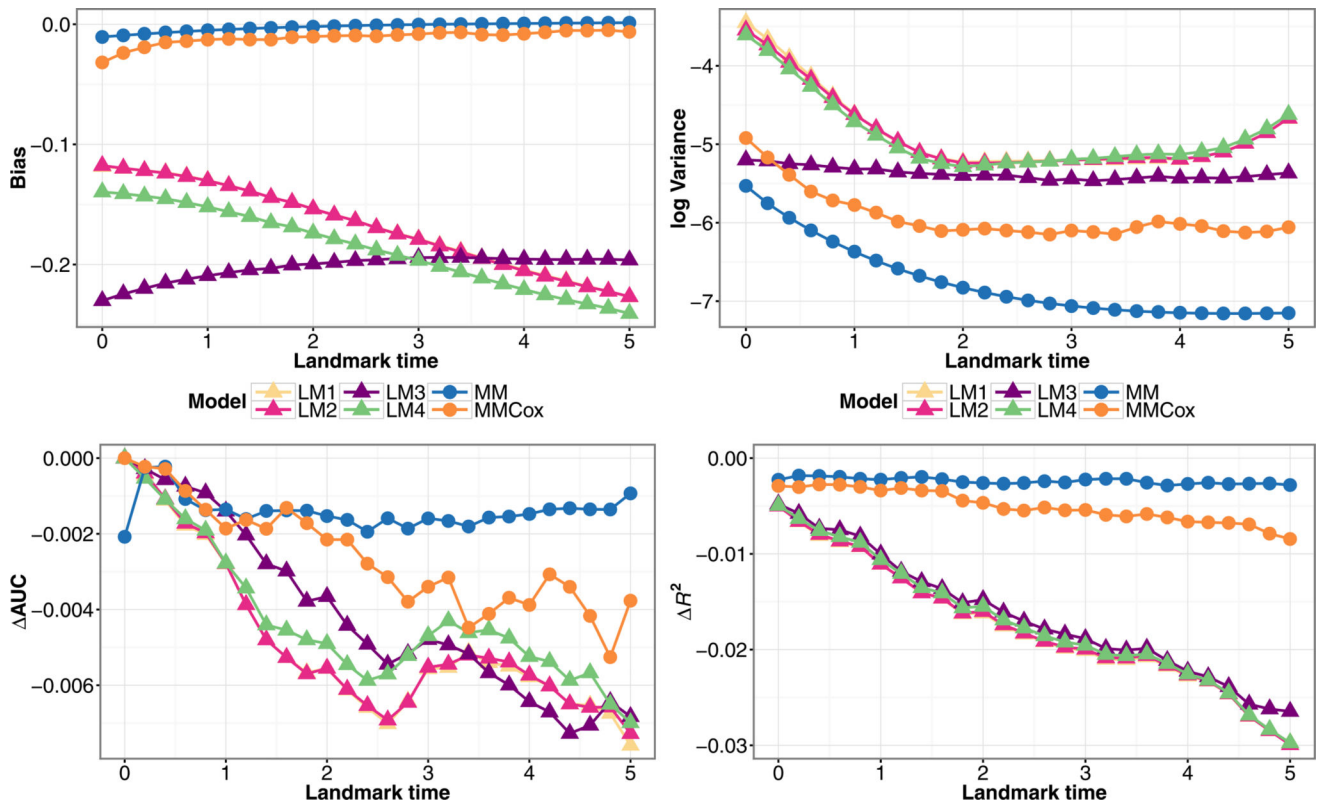 0.0
−0.1
−0.2
Bias
0 1 2 3 4 5
Landmark time
−4
−5
−6
−7
log Variance
0 1 2 3 4 5
Landmark time
Model LM1 LM3 MM
LM2 LM4 MMCox
Model LM1 LM3 MM
LM2 LM4 MMCox
0.000
−0.002
−0.004
−0.006
ΔAUC
0 1 2 3 4 5
Landmark time
0.00
−0.01
−0.02
−0.03
ΔR²
0 1 2 3 4 5
Landmark time